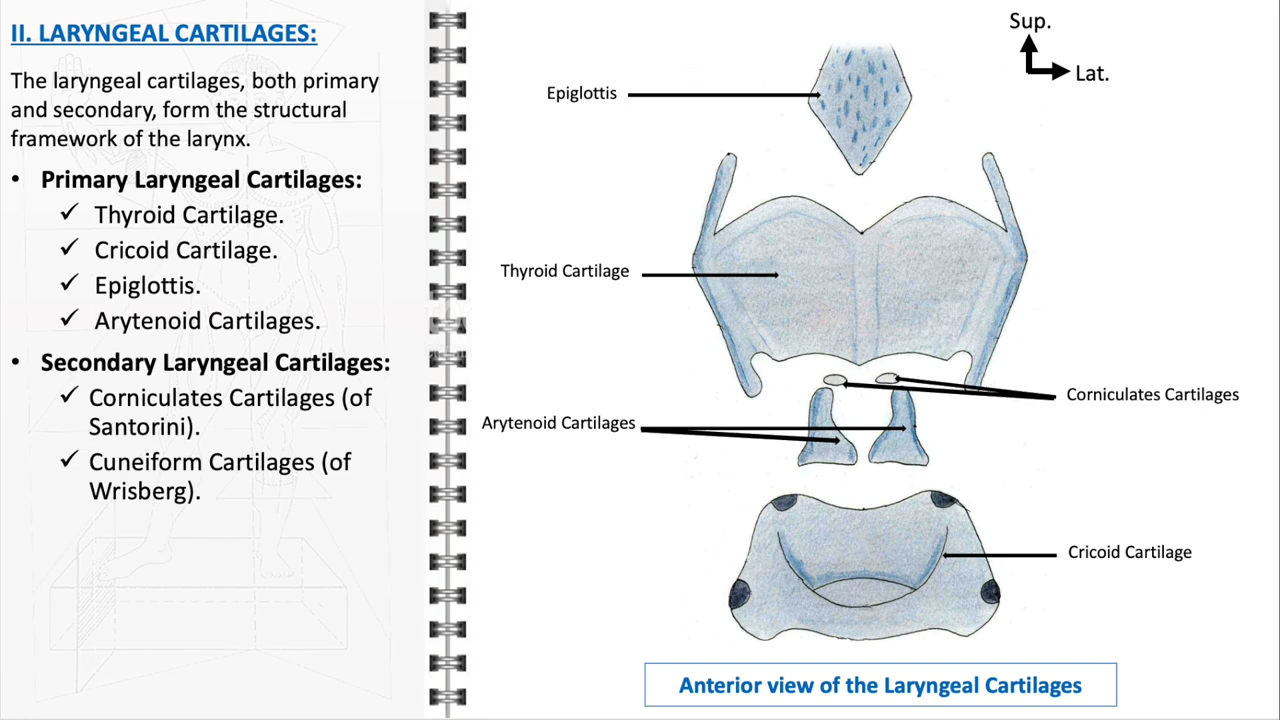 II. LARYNGEAL CARTILAGES:
The laryngeal cartilages, both primary
and secondary, form the structural
framework of the larynx.
• Primary Laryngeal Cartilages:
✓ Thyroid Cartilage.
✓ Cricoid Cartilage.
✓ Epiglottis.
✓ Arytenoid Cartilages.
• Secondary Laryngeal Cartilages:
✓ Corniculates Cartilages (of
Santorini).
✓ Cuneiform Cartilages (of
Wrisberg).
Sup.
Lat.
Epiglottis
Thyroid Cartilage
Corniculates Cartilages
Arytenoid Cartilages
Cricoid Cartilage
Anterior view of the Laryngeal Cartilages